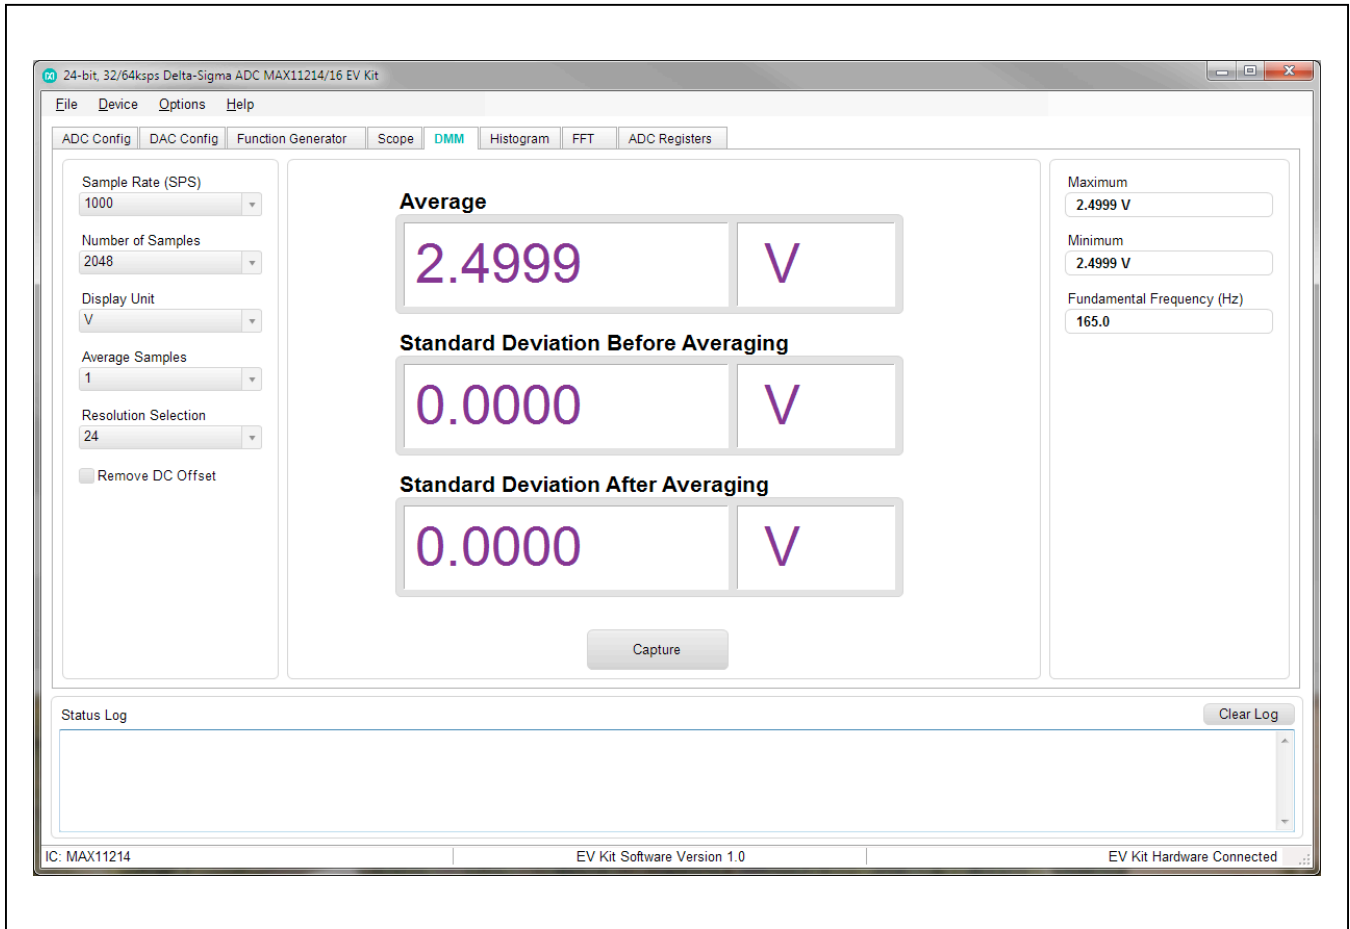 24-bit, 32/64ksps Delta-Sigma ADC MAX11214/16 EV Kit
File Device Options Help
ADC Config DAC Config Function Generator Scope DMM Histogram FFT ADC Registers
Sample Rate (SPS)
1000
Number of Samples
2048
Display Unit
V
Average Samples
1
Resolution Selection
24
Remove DC Offset
Average
2.4999 V
Standard Deviation Before Averaging
0.0000 V
Standard Deviation After Averaging
0.0000 V
Capture
Maximum
2.4999 V
Minimum
2.4999 V
Fundamental Frequency (Hz)
165.0
Status Log
Clear Log
IC: MAX11214 EV Kit Software Version 1.0 EV Kit Hardware Connected